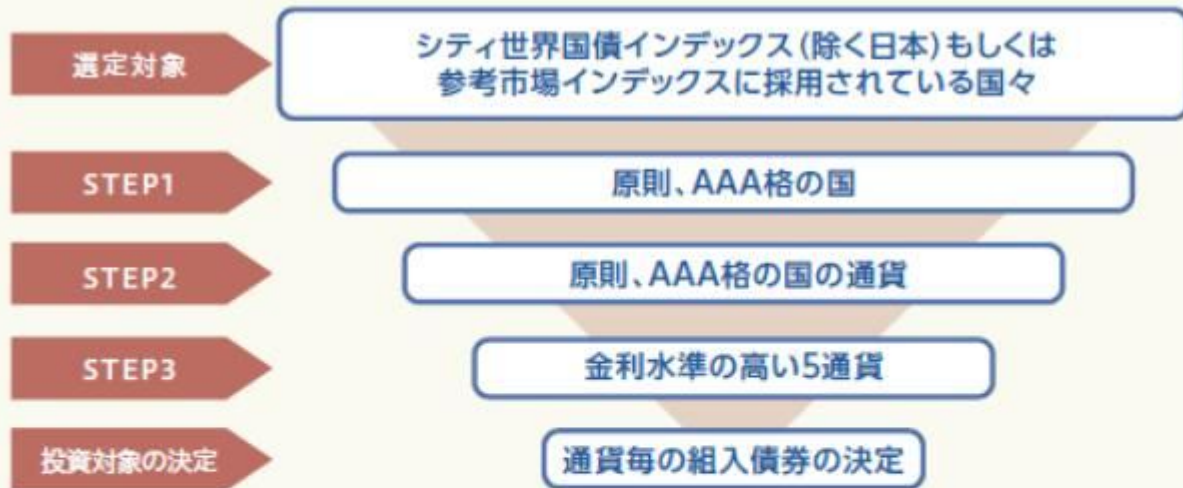 選定対象
シティ世界国債インデックス(除く日本)もしくは
参考市場インデックスに採用されている国々
STEP1
原則、AAA格の国
STEP2
原則、AAA格の国の通貨
STEP3
金利水準の高い5通貨
投資対象の決定
通貨毎の組入債券の決定